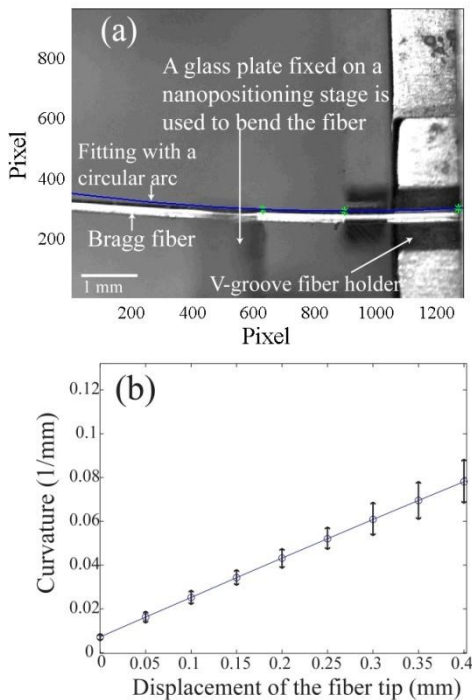 (a)
A glass plate fixed on a
nanopositioning stage is
used to bend the fiber
Fitting with a
circular arc
Bragg fiber
V-groove fiber holder
1 mm
Pixel
800
600
400
200
200 400 600 800 1000 1200
Pixel
(b)
Curvature (1/mm)
0.12
0.1
0.08
0.06
0.04
0.02
0
0 0.05 0.1 0.15 0.2 0.25 0.3 0.35 0.4
Displacement of the fiber tip (mm)